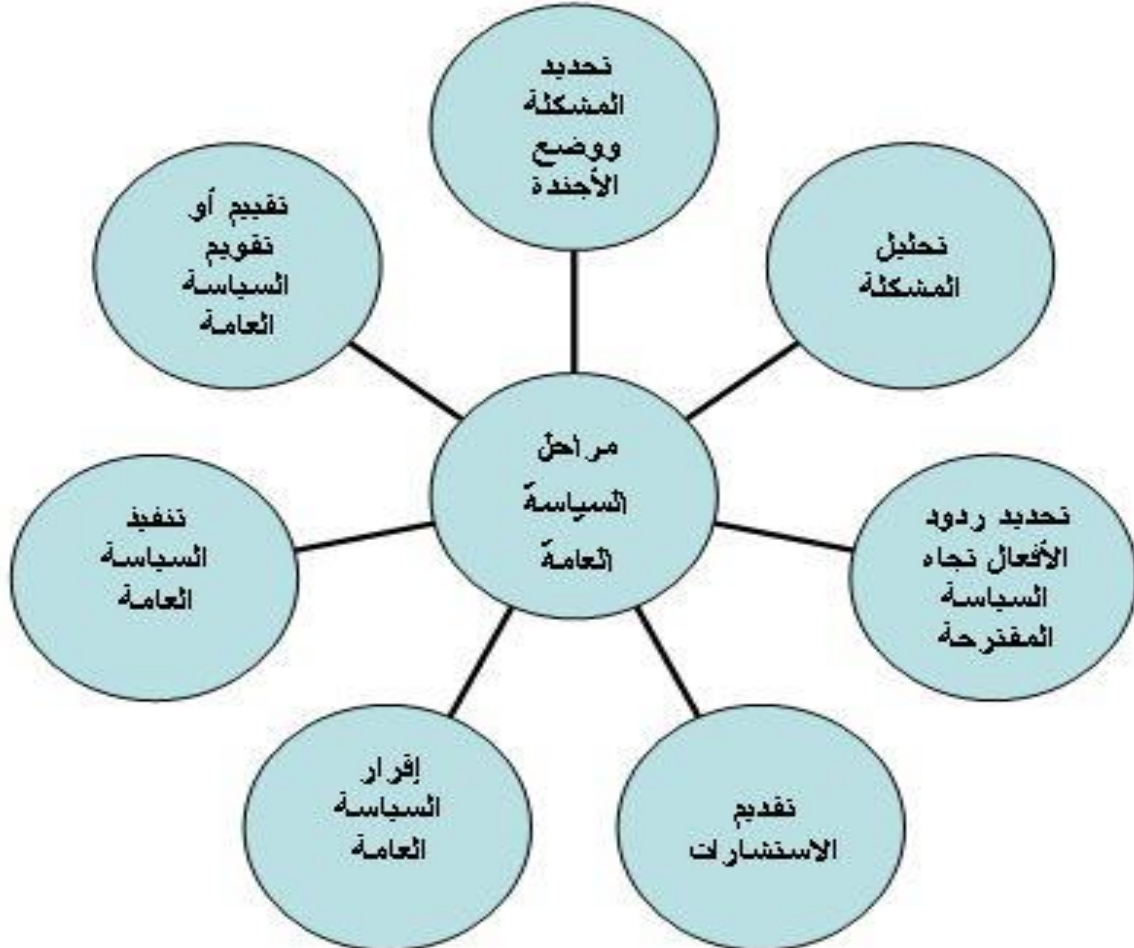 تحديد
المشكلة
ووضع
الأجندة
تحليل
المشكلة
تحديد ردود
الأفعال تجاه
السياسة
المقترحة
تقديم
الاستشارات
إقرار
السياسة
العامة
تنفيذ
السياسة
العامة
تقييم أو
تقويم
السياسة
العامة
مراحل
السياسة
العامة